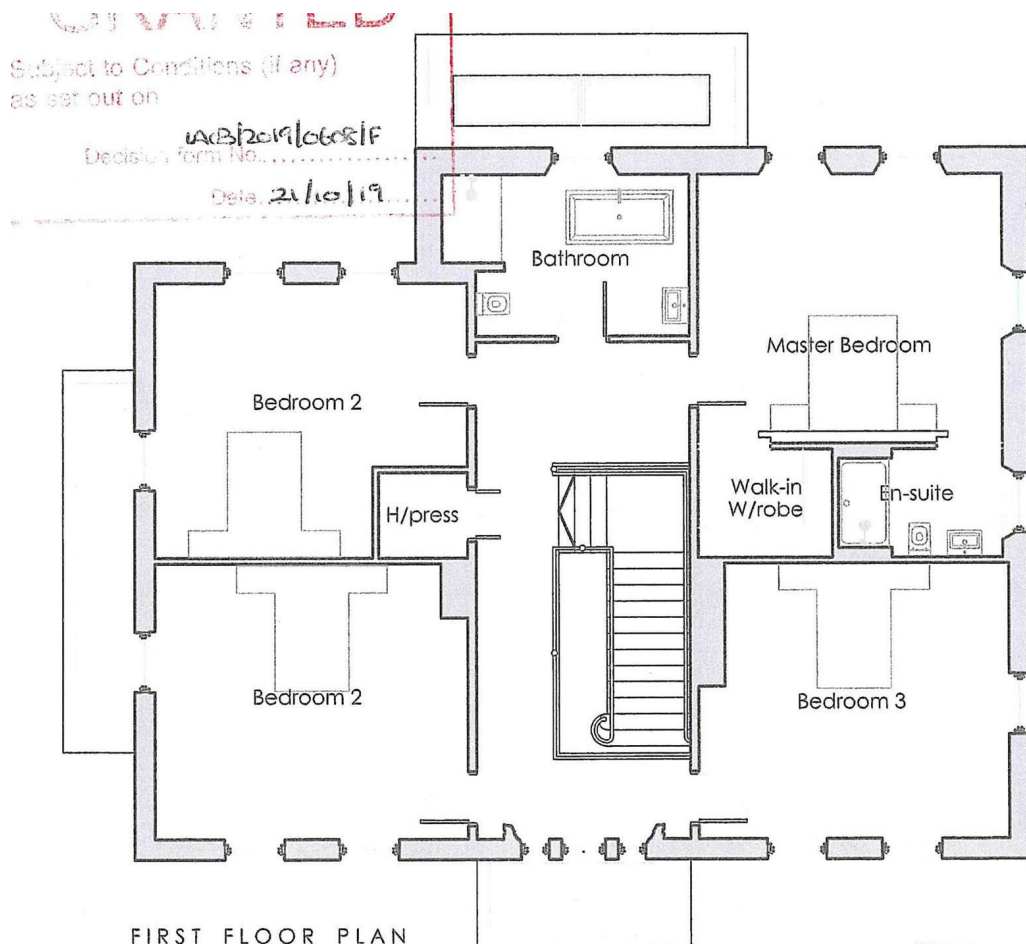 GRANTED
Subject to Conditions (if any)
as set out on
Decision form No.
Date 21/10/19
Bathroom
Master Bedroom
Bedroom 2
Walk-in
W/robe
En-suite
H/press
Bedroom 2
Bedroom 3
FIRST FLOOR PLAN